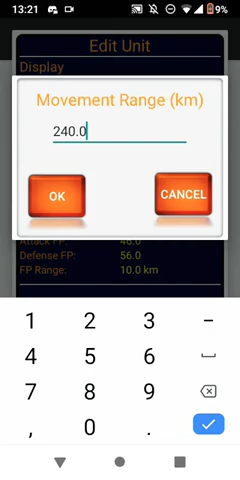 13:21
9%
Edit Unit
Display
Movement Range (km)
240.0
OK
CANCEL
Attack FP: 46.0
Defense FP: 56.0
FP Range: 10.0 km
1 2 3 –
4 5 6
7 8 9
, 0 .